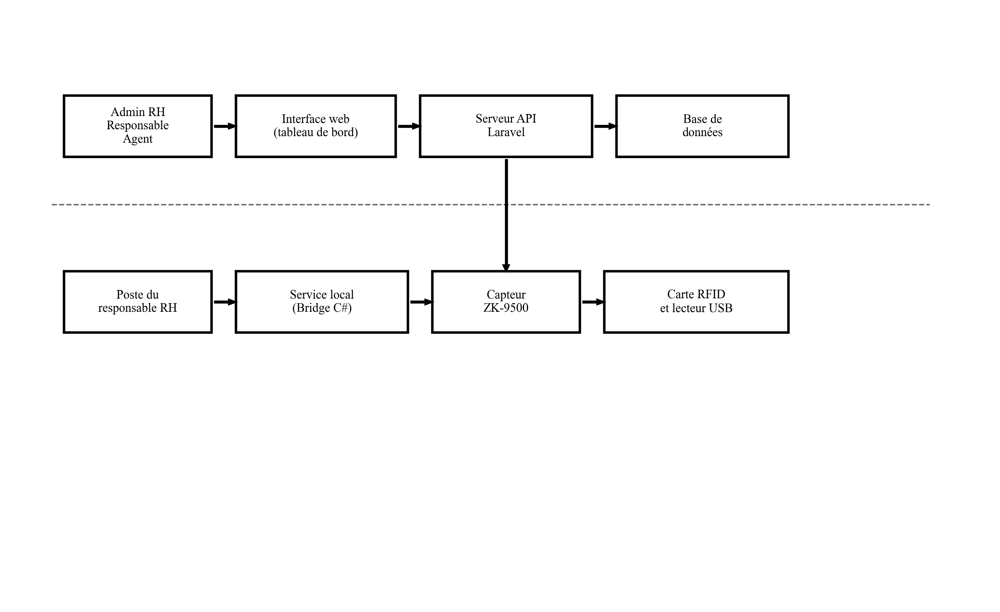 Admin RH
Responsable
Agent
Interface web
(tableau de bord)
Serveur API
Laravel
Base de
données
Poste du
responsable RH
Service local
(Bridge C#)
Capteur
ZK-9500
Carte RFID
et lecteur USB